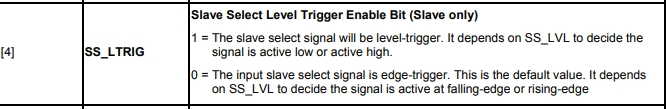 Slave Select Level Trigger Enable Bit (Slave only)
[4]
SS_LTRIG
1 = The slave select signal will be level-trigger. It depends on SS_LVL to decide the
signal is active low or active high.
0 = The input slave select signal is edge-trigger. This is the default value. It depends
on SS_LVL to decide the signal is active at falling-edge or rising-edge